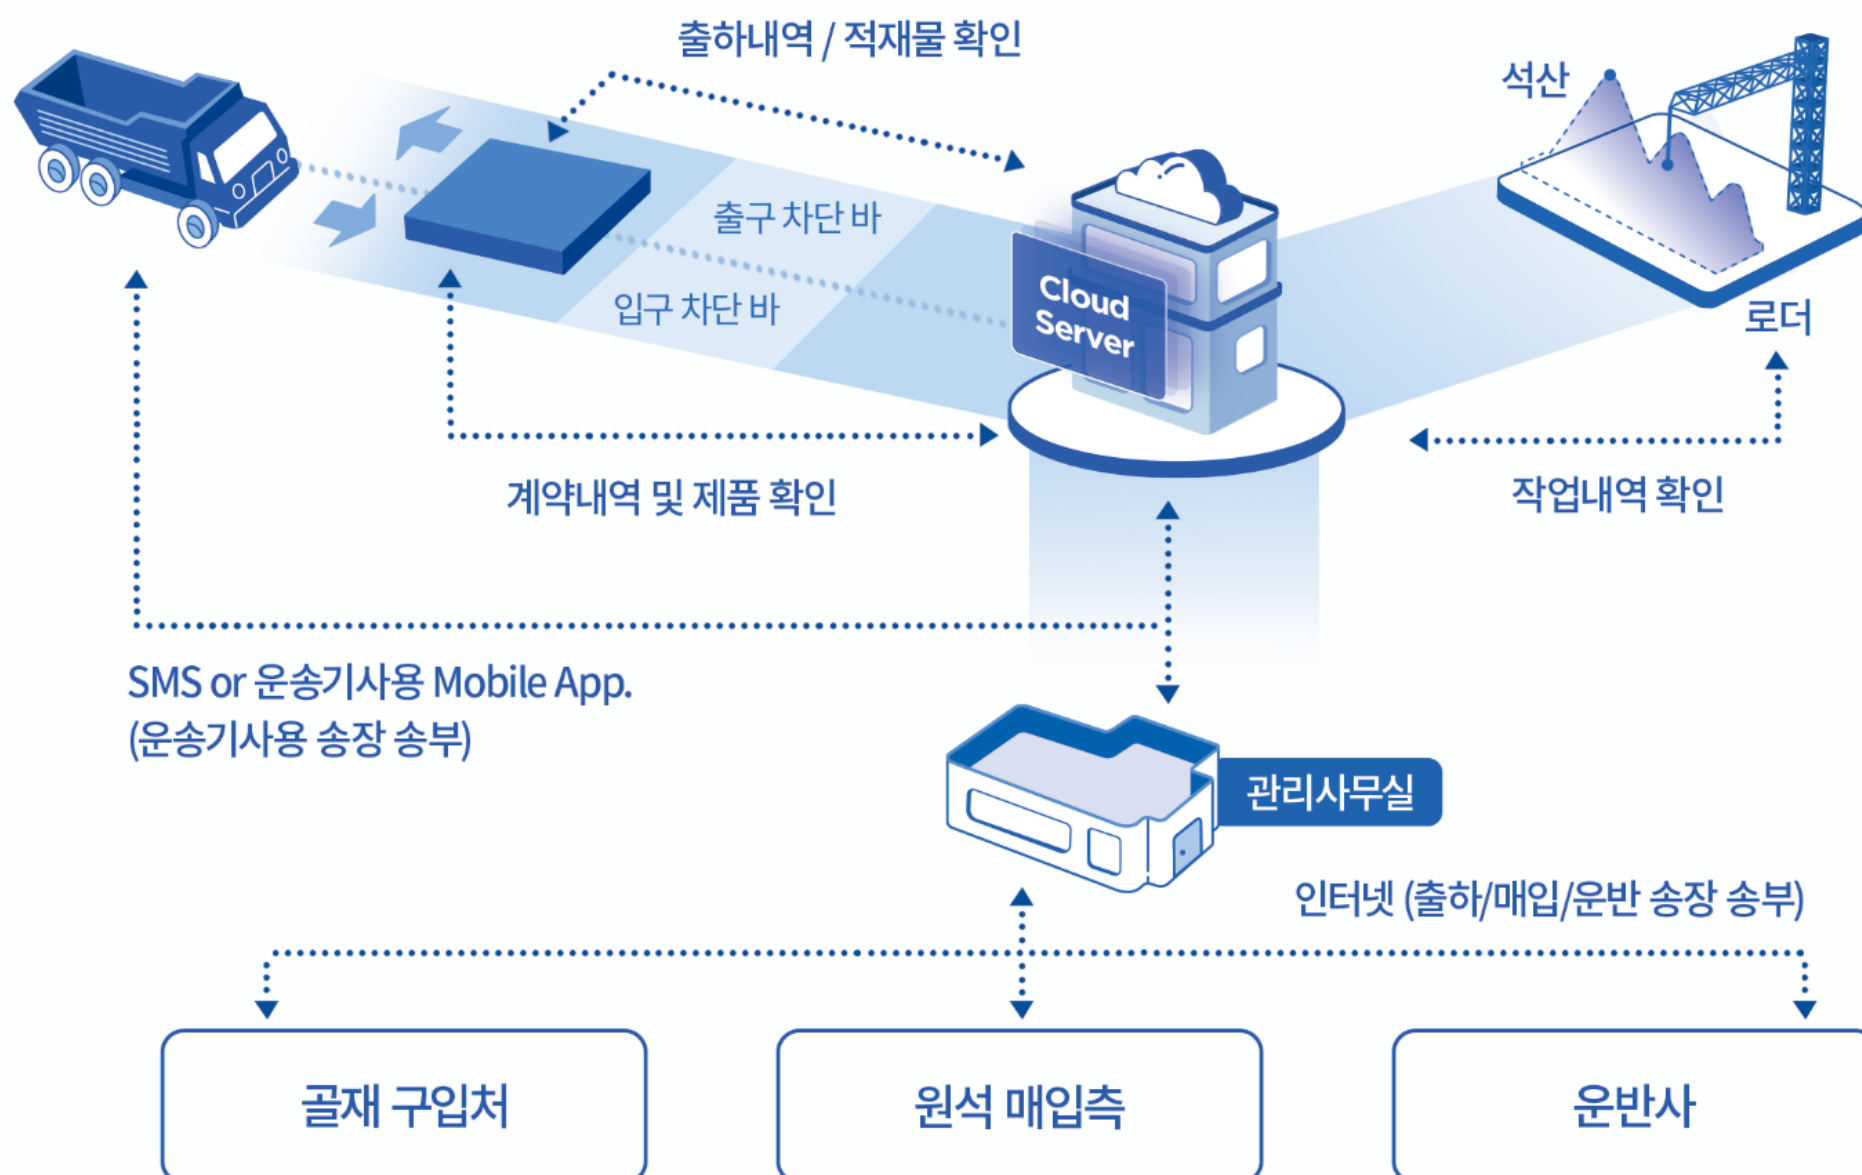 출하내역 / 적재물 확인
석산
출구 차단 바
입구 차단 바
Cloud
Server
로더
계약내역 및 제품 확인
작업내역 확인
SMS or 운송기사용 Mobile App.
(운송기사용 송장 송부)
관리사무실
인터넷 (출하/매입/운반 송장 송부)
골재 구입처
원석 매입측
운반사